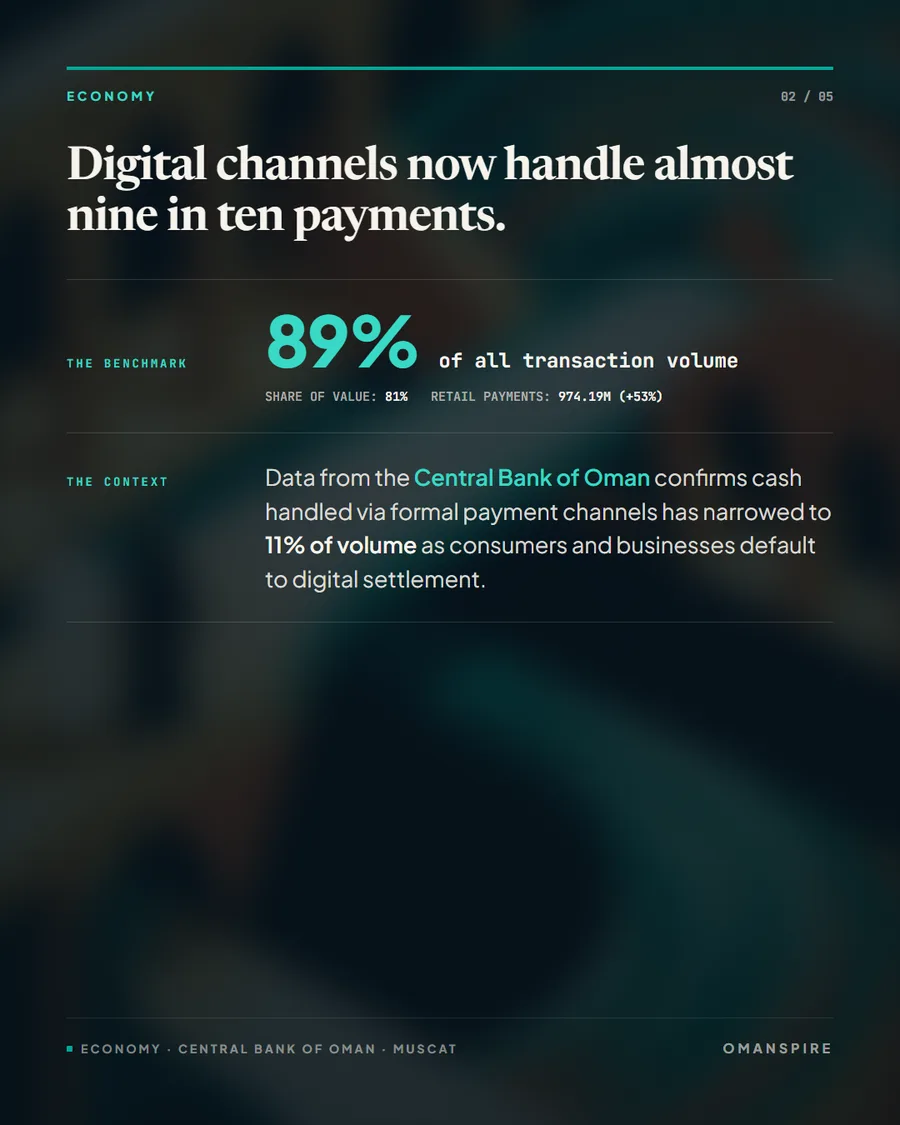 ECONOMY
02 / 05
Digital channels now handle almost
nine in ten payments.
THE BENCHMARK
89% of all transaction volume
SHARE OF VALUE: 81% RETAIL PAYMENTS: 974.19M (+53%)
THE CONTEXT
Data from the Central Bank of Oman confirms cash
handled via formal payment channels has narrowed to
11% of volume as consumers and businesses default
to digital settlement.
ECONOMY · CENTRAL BANK OF OMAN · MUSCAT
OMANSPIRE